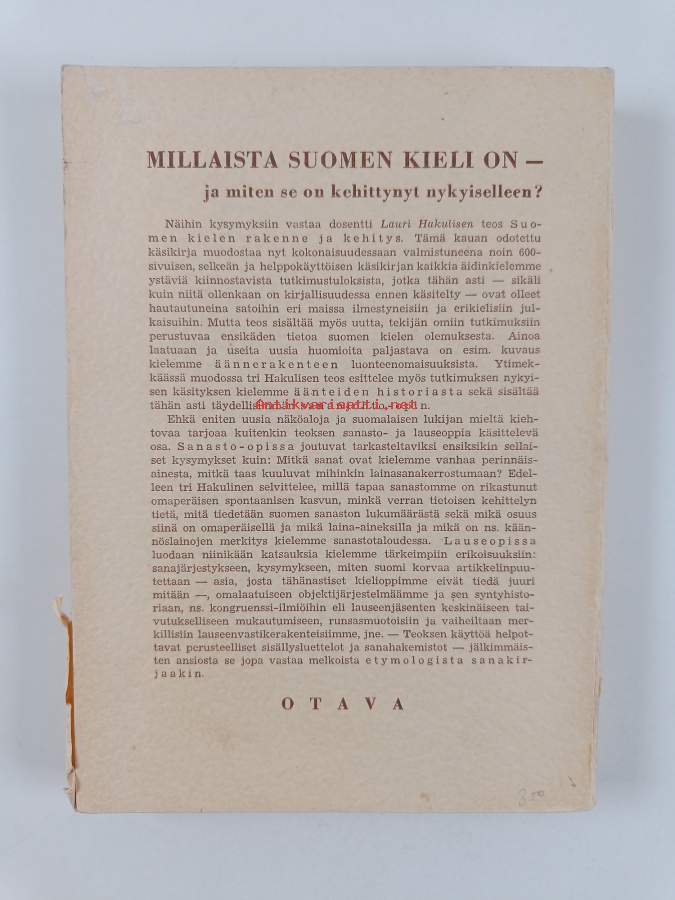 MILLAISTA SUOMEN KIELI ON —
ja miten se on kehittynyt nykyiselleen?
Näihin kysymyksiin vastaa dosentti Lauri Hakulisen teos Suo-
men kielen rakenne ja kehitys. Tämä kauan odotettu
käsikirja muodostaa nyt kokonaisuudessaan valmistuneena noin 600-
sivuisen, selkeän ja helppokäyttöisen käsikirjan kaikkia äidinkielemme
ystäviä kiinnostavista tutkimustuloksista, jotka tähän asti — sikäli
kuin niitä ollenkaan on kirjallisuudessa ennen käsitelty — ovat olleet
hautautuneina satoihin eri maissa ilmestyneisiin ja erikielisiin jul-
kaisuihin. Mutta teos sisältää myös uutta, tekijän omiin tutkimuksiin
perustuvaa ensikäden tietoa suomen kielen olemuksesta. Ainoa
laatuaan ja useita uusia huomioita paljastava on esim. kuvaus
kielemme äännerakenteen luonteenomaisuuksista. Ytimek-
käässä muodossa tri Hakulisen teos esittelee myös tutkimuksen nykyi-
sen käsityksen kielemme äänteiden historiasta sekä sisältää
tähän asti täydellisimmän muoto-opin.
Antikvariaatti.net
Ehkä eniten uusia näköaloja ja suomalaisen lukijan mieltä kieh-
tovaa tarjoaa kuitenkin teoksen sanasto- ja lauseoppia käsittelevä
osa. Sanasto-opissa joutuvat tarkasteltaviksi ensiksikin sellai-
set kysymykset kuin: Mitkä sanat ovat kielemme vanhaa perinnäis-
ainesta, mitkä taas kuuluvat mihinkin lainasanakerrostumaan? Edel-
leen tri Hakulinen selvittelee, millä tapaa sanastomme on rikastunut
omaperäisen spontaanisen kasvun, minkä verran tietoisen kehittelyn
tietä, mitä tiedetään suomen sanaston lukumäärästä sekä mikä osuus
siinä on omaperäisellä ja mikä laina-aineksilla ja mikä on ns. kään-
nöslainojen merkitys kielemme sanastotaloudessa. Lauseopissa
luodaan niinikään katsauksia kielemme tärkeimpiin erikoisuuksiin:
sanajärjestykseen, kysymykseen, miten suomi korvaa artikkelinpuu-
tettaan — asia, josta tähänastiset kielioppimme eivät tiedä juuri
mitään —, omalaatuiseen objektijärjestelmäämme ja sen syntyhisto-
riaan, ns. kongruenssi-ilmiöihin eli lauseenjäsenten keskinäiseen tai-
vutukselliseen mukautumiseen, runsasmuotoisiin ja vaiheiltaan mer-
killisiin lauseenvastikerakenteisiimme, jne. — Teoksen käyttöä helpot-
tavat perusteelliset sisällysluettelot ja sanahakemistot — jälkimmäis-
ten ansiosta se jopa vastaa melkoista etymologista sanakir-
jaakin.
OTAVA